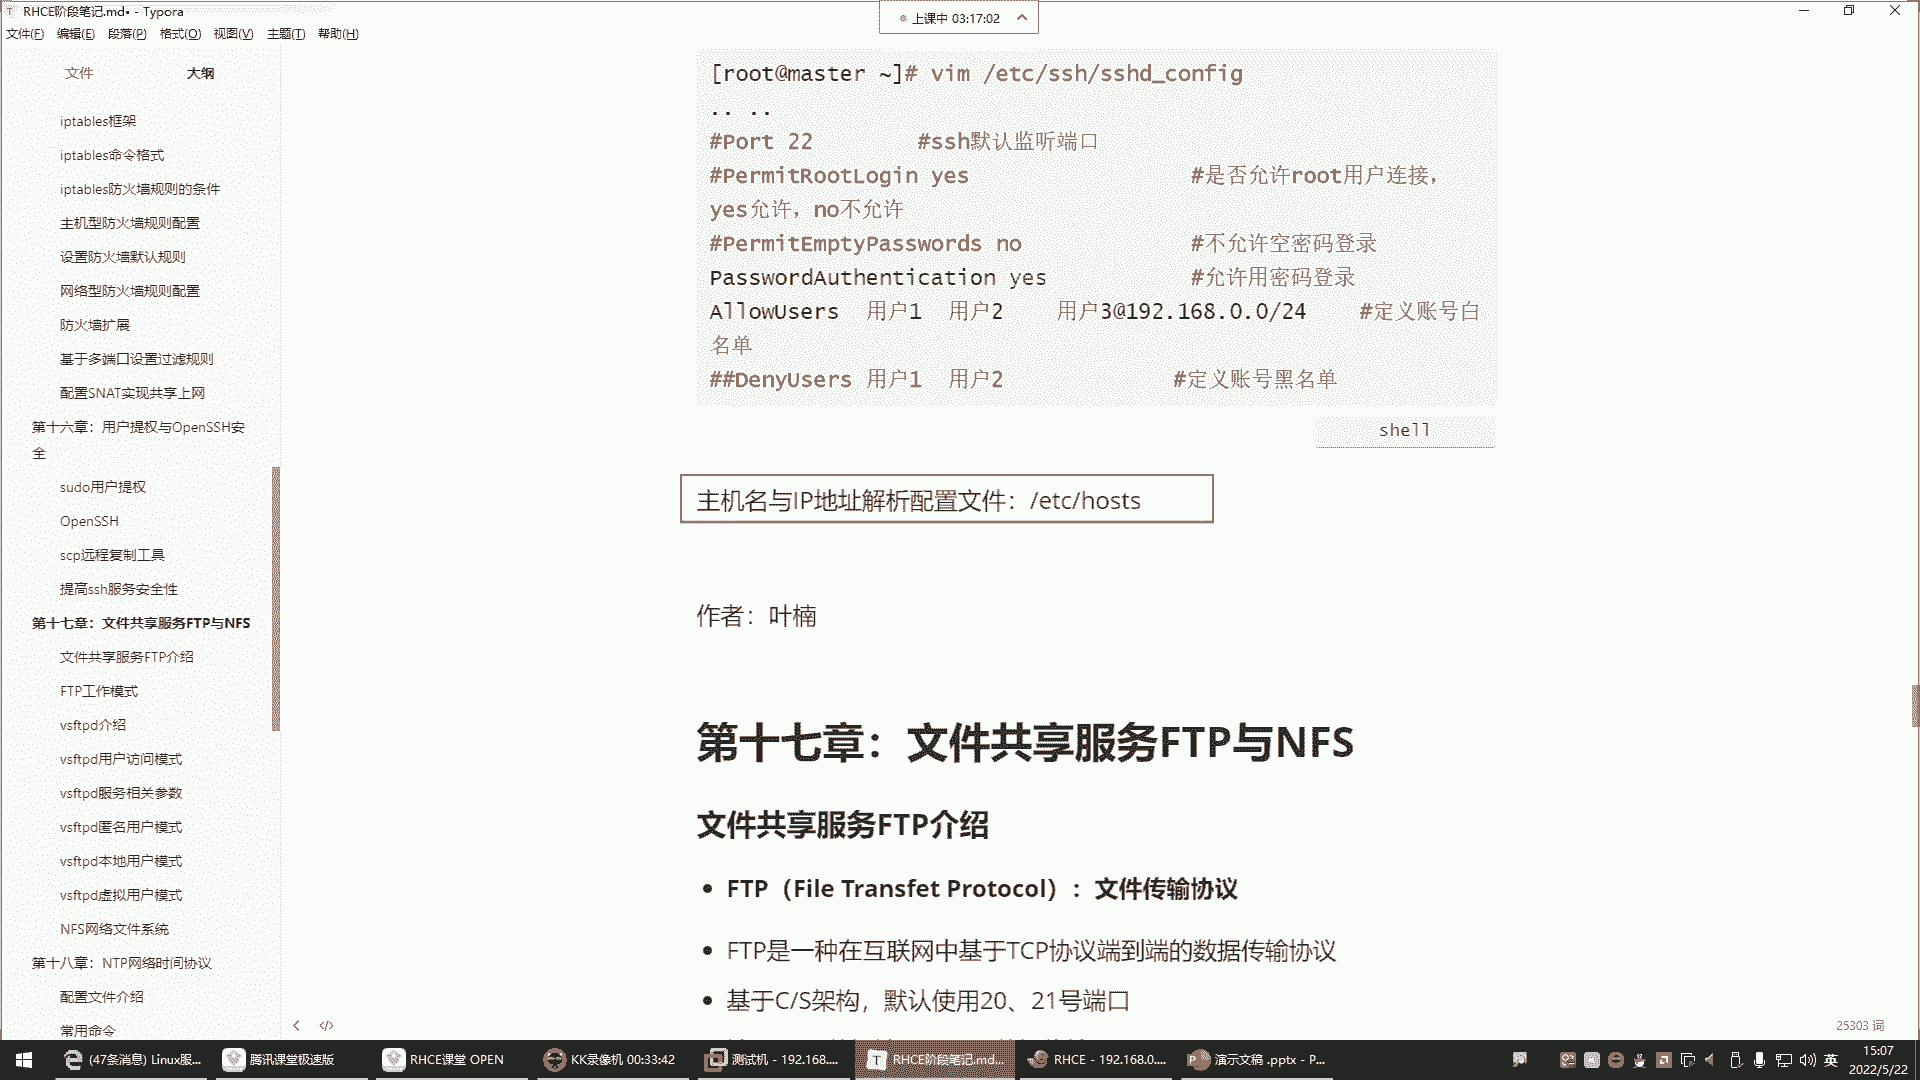 RHCE阶段笔记.md• - Typora
上课中 03:17:02
文件(F) 编辑(E) 段落(P) 格式(O) 视图(V) 主题(T) 帮助(H)
文件 大纲
iptables框架
iptables命令格式
iptables防火墙规则的条件
主机型防火墙规则配置
设置防火墙默认规则
网络型防火墙规则配置
防火墙扩展
基于多端口设置过滤规则
配置SNAT实现共享上网
第十六章：用户提权与OpenSSH安
全
sudo用户提权
OpenSSH
scp远程复制工具
提高ssh服务安全性
第十七章：文件共享服务FTP与NFS
文件共享服务FTP介绍
FTP工作模式
vsftpd介绍
vsftpd用户访问模式
vsftpd服务相关参数
vsftpd匿名用户模式
vsftpd本地用户模式
vsftpd虚拟用户模式
NFS网络文件系统
第十八章：NTP网络时间协议
配置文件介绍
常用命令
[root@master ~]# vim /etc/ssh/sshd_config
.. ..
#Port 22 #ssh默认监听端口
#PermitRootLogin yes #是否允许root用户连接，
yes允许，no不允许
#PermitEmptyPasswords no #不允许空密码登录
PasswordAuthentication yes #允许用密码登录
AllowUsers 用户1 用户2 用户3@192.168.0.0/24 #定义账号白
名单
##DenyUsers 用户1 用户2 #定义账号黑名单
shell
主机名与IP地址解析配置文件：/etc/hosts
作者：叶楠
第十七章：文件共享服务FTP与NFS
文件共享服务FTP介绍
• FTP（File Transfet Protocol）：文件传输协议
• FTP是一种在互联网中基于TCP协议端到端的数据传输协议
• 基于C/S架构，默认使用20、21号端口
25303 词
(47条消息) Linux服... 腾讯课堂极速版 RHCE课堂 OPEN KK录像机 00:33:42 测试机 - 192.168.... RHCE阶段笔记.md... RHCE - 192.168.0.... 演示文稿 .pptx - P... 英 15:07
2022/5/22